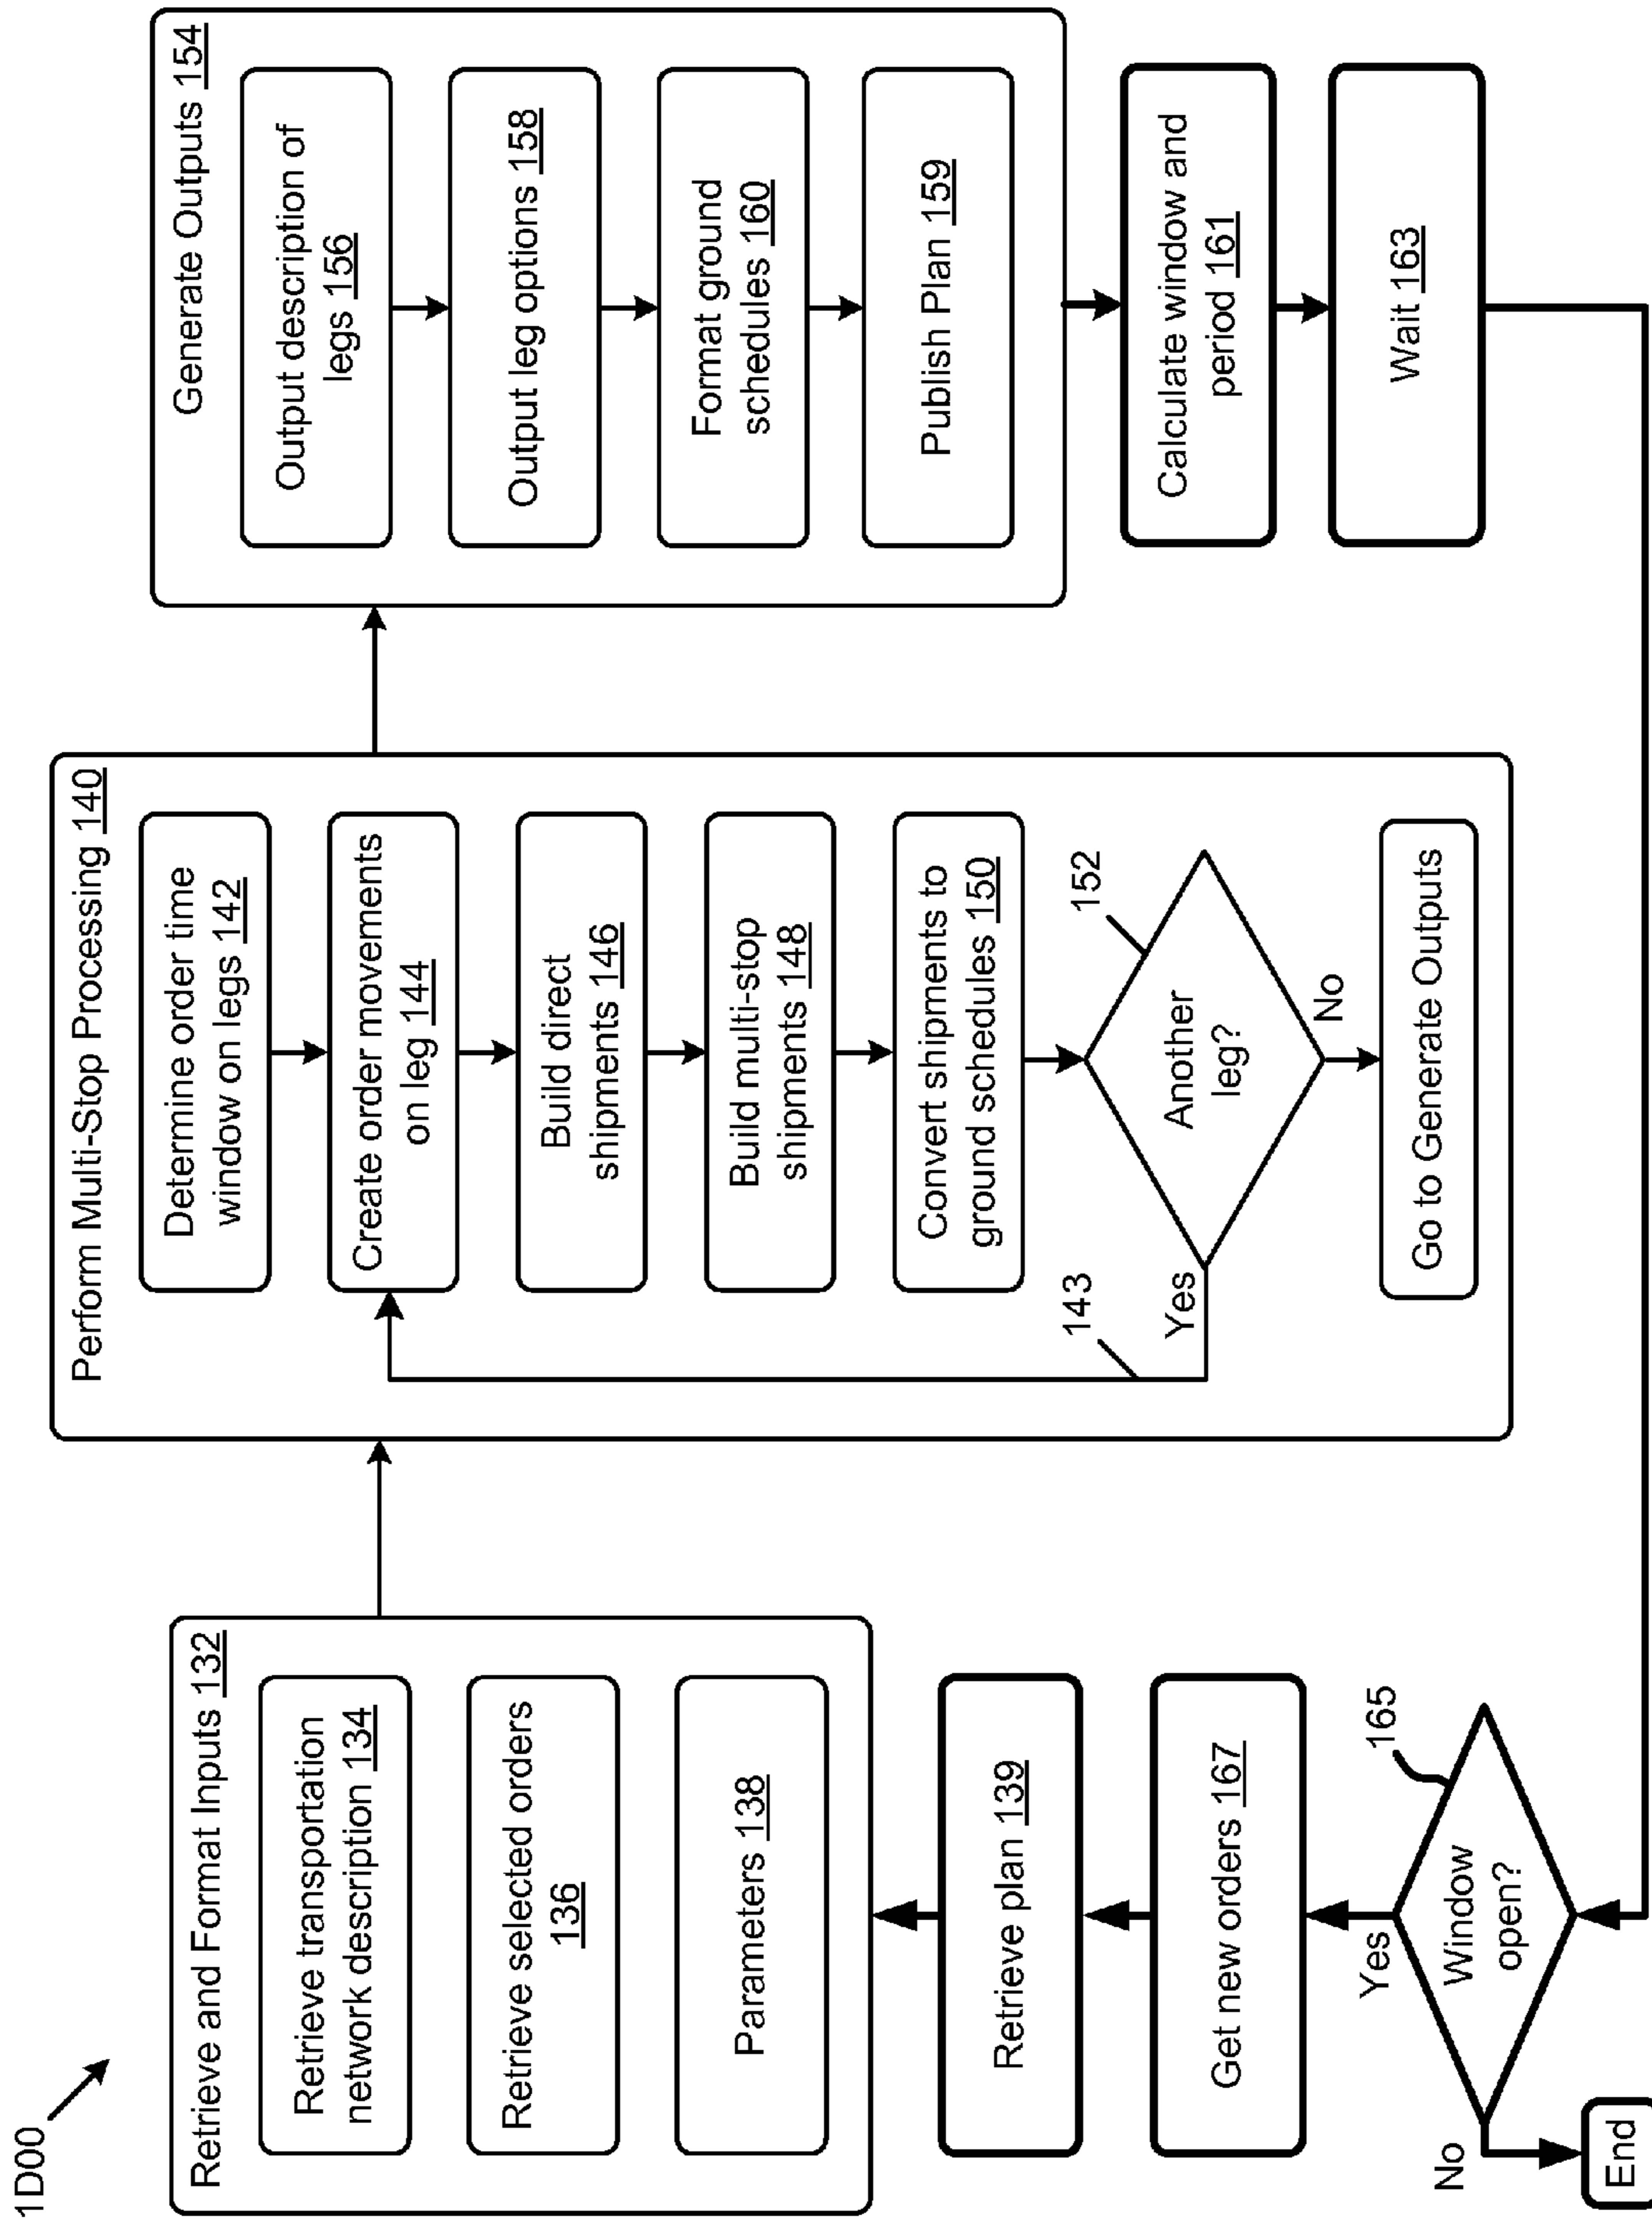 1D00
Retrieve and Format Inputs 132
Retrieve transportation
network description 134
Retrieve selected orders
136
Parameters 138
Retrieve plan 139
Get new orders 167
165
Window
open?
Yes
No
End
Perform Multi-Stop Processing 140
Determine order time
window on legs 142
Create order movements
on leg 144
Build direct
shipments 146
Build multi-stop
shipments 148
Convert shipments to
ground schedules 150
143
152
Another
leg?
Yes
No
Go to Generate Outputs
Generate Outputs 154
Output description of
legs 156
Output leg options 158
Format ground
schedules 160
Publish Plan 159
Calculate window and
period 161
Wait 163